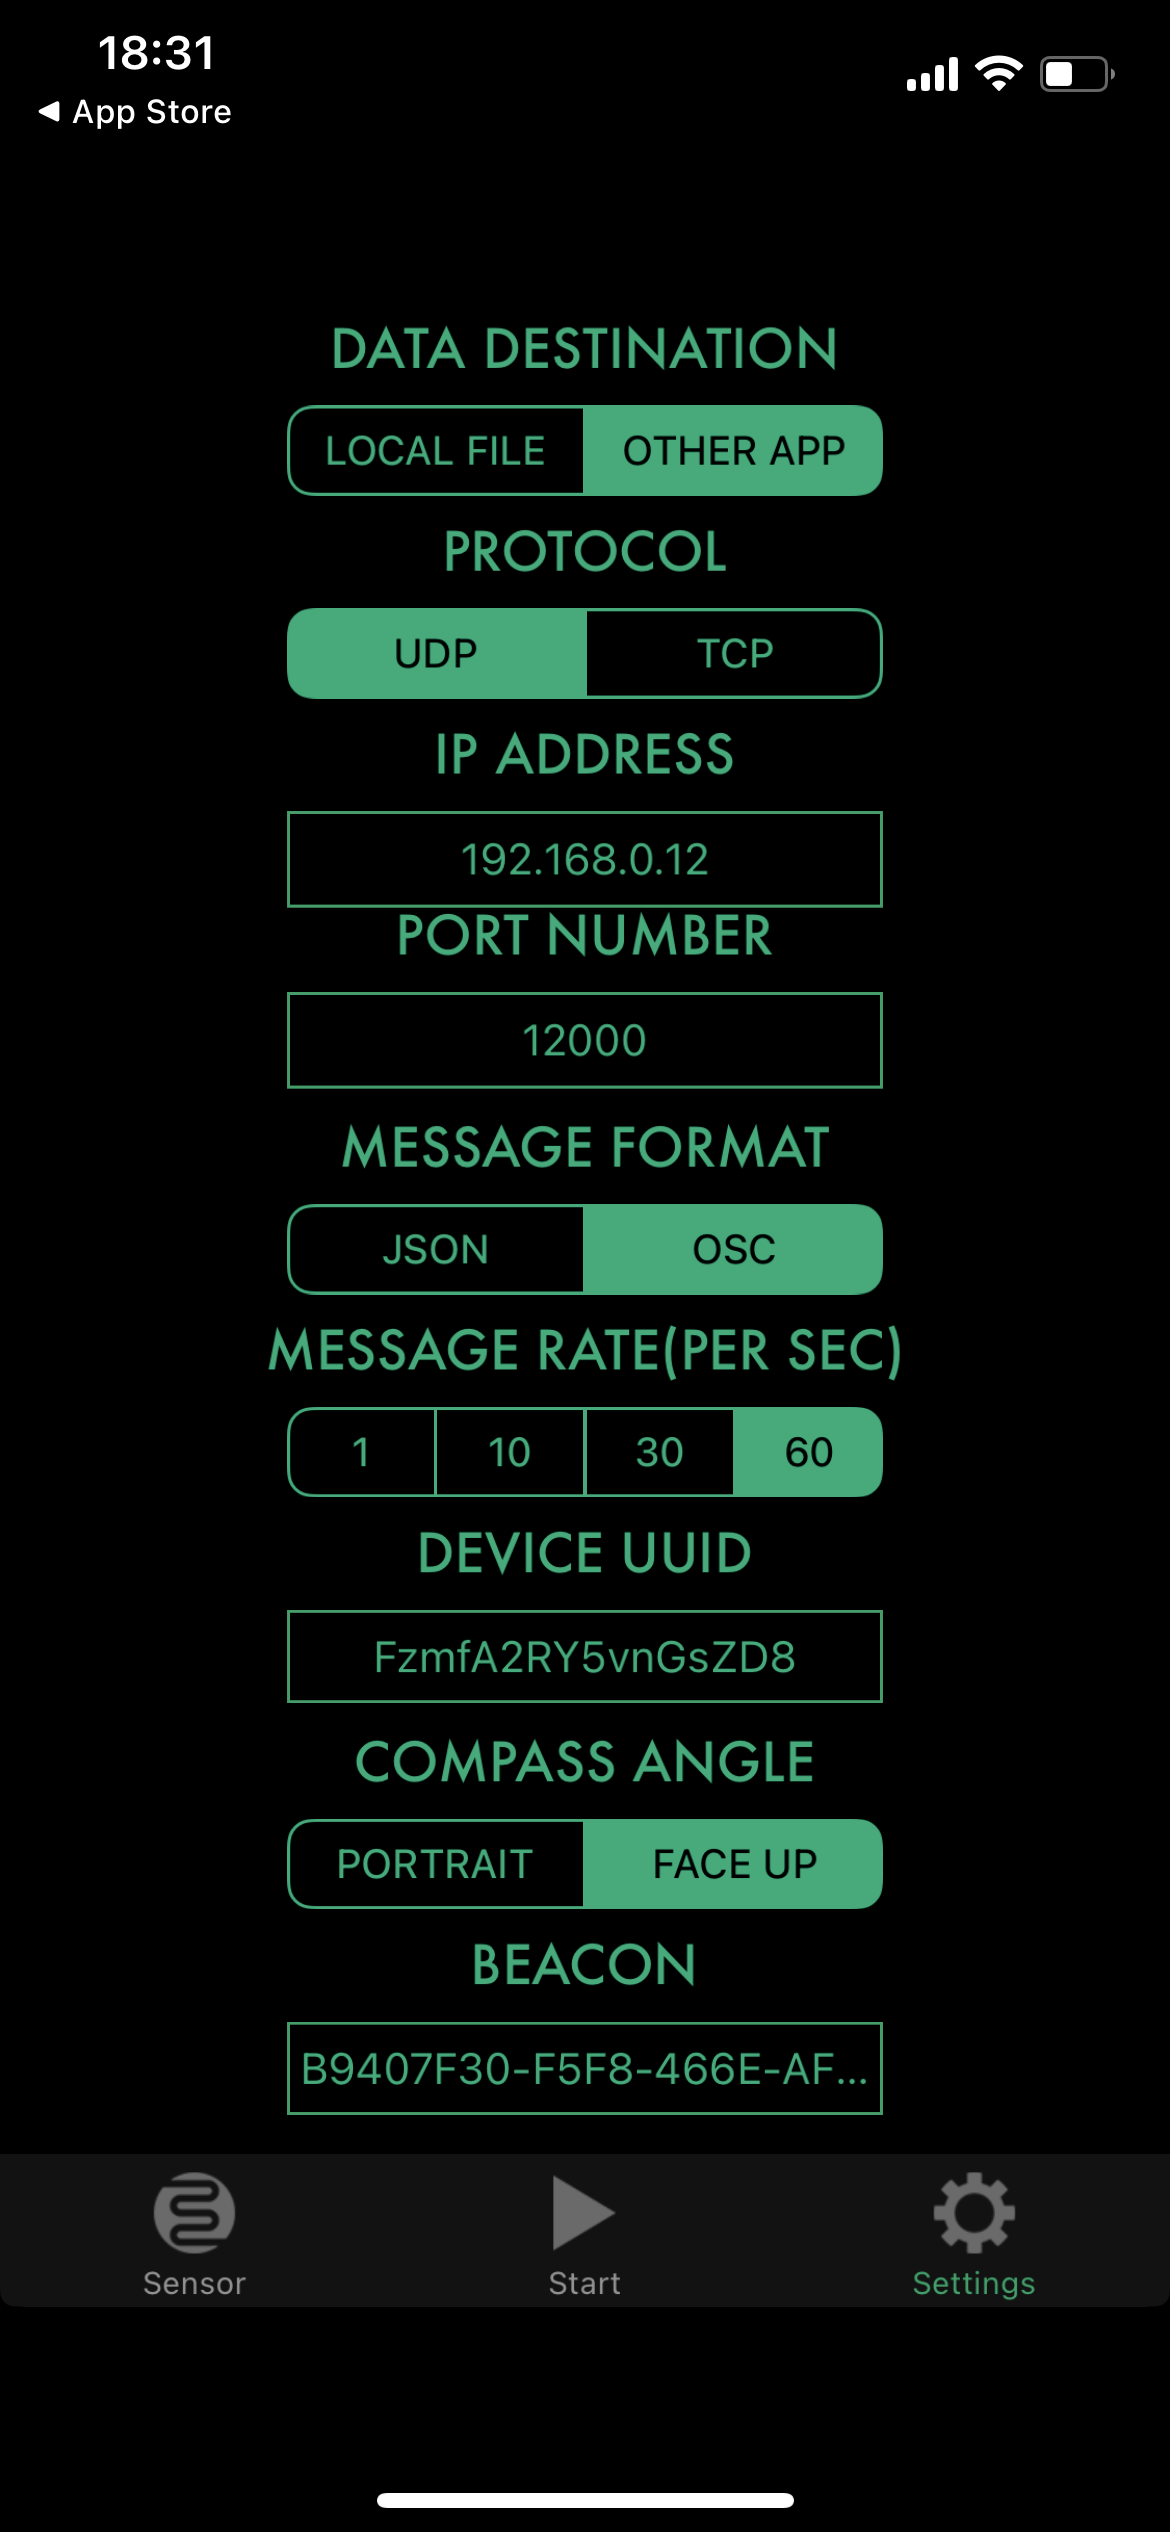 18:31
◀ App Store
DATA DESTINATION
LOCAL FILE OTHER APP
PROTOCOL
UDP TCP
IP ADDRESS
192.168.0.12
PORT NUMBER
12000
MESSAGE FORMAT
JSON OSC
MESSAGE RATE(PER SEC)
1 10 30 60
DEVICE UUID
FzmfA2RY5vnGsZD8
COMPASS ANGLE
PORTRAIT FACE UP
BEACON
B9407F30-F5F8-466E-AF...
Sensor Start Settings